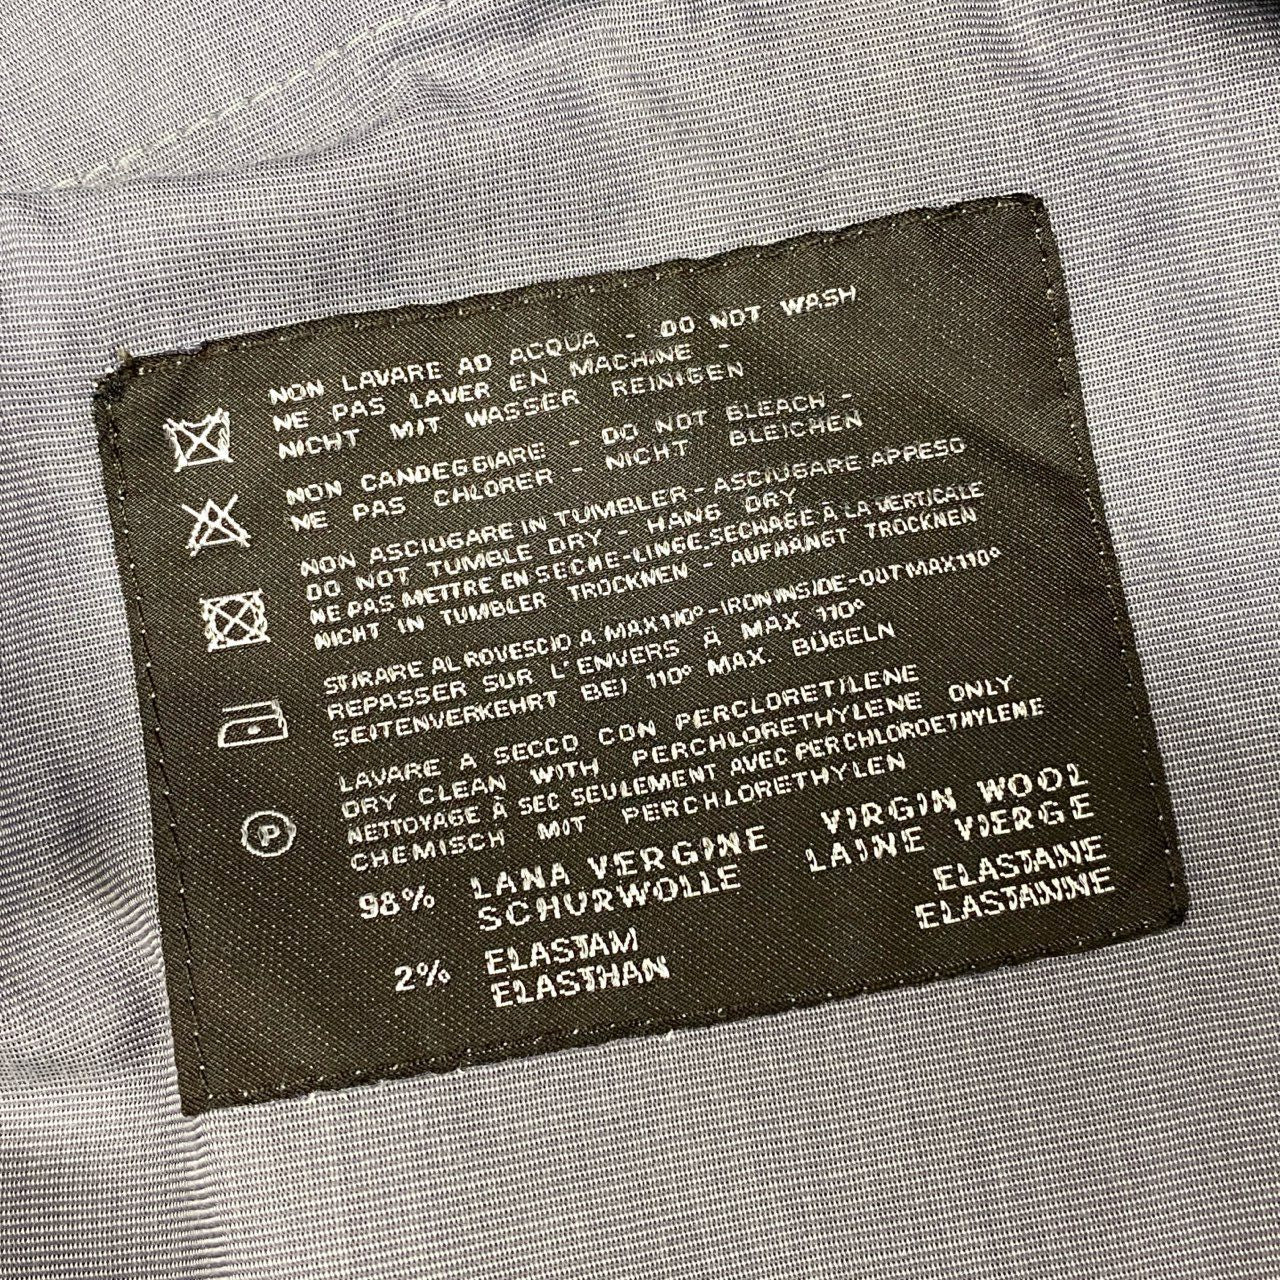 NON LAVARE AD ACQUA - DO NOT WASH
NE PAS LAVER EN MACHINE -
NICHT MIT WASSER REINIGEN
NON CANDEGGIARE - DO NOT BLEACH -
NE PAS CHLORER - NICHT BLEICHEN
NON ASCIUGARE IN TUMBLER - ASCIUGARE APPESO
DO NOT TUMBLE DRY - HANG DRY
NE PAS METTRE EN SECHE-LINGE. SECHAGE À LA VERTICALE
NICHT IN TUMBLER TROCKNEN - AUFHANGT TROCKNEN
STIRARE AL ROVESCIO A MAX 110° - IRON INSIDE-OUT MAX 110°
REPASSER SUR L'ENVERS À MAX 110°
SEITENVERKEHRT BEI 110° MAX. BÜGELN
LAVARE A SECCO CON PERCLORETILENE
DRY CLEAN WITH PERCHLORETHYLENE ONLY
NETTOYAGE À SEC SEULEMENT AVEC PERCHLOROETHYLENE
P CHEMISCH MIT PERCHLORETHYLEN
98% LANA VERGINE VIRGIN WOOL
SCHURWOLLE LAINE VIERGE
2% ELASTAM ELASTANE
ELASTHAN ELASTANNE